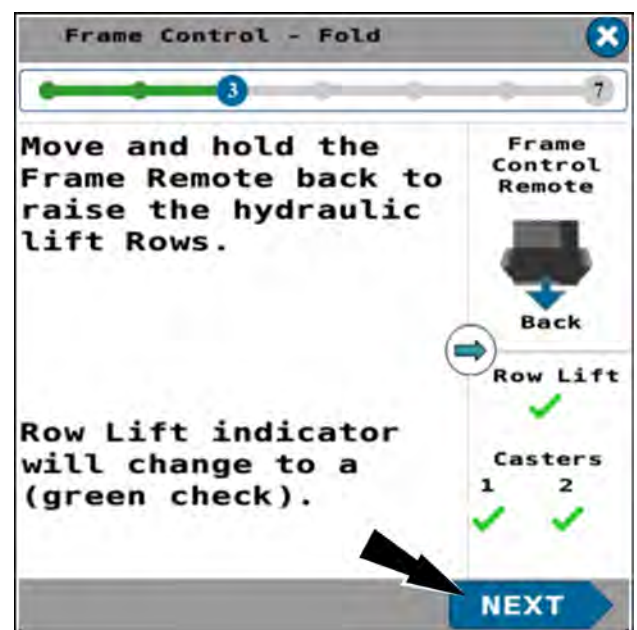 Frame Control - Fold
3
7
Move and hold the
Frame Remote back to
raise the hydraulic
lift Rows.
Frame
Control
Remote
Back
Row Lift
Row Lift indicator
will change to a
(green check).
Casters
1 2
NEXT